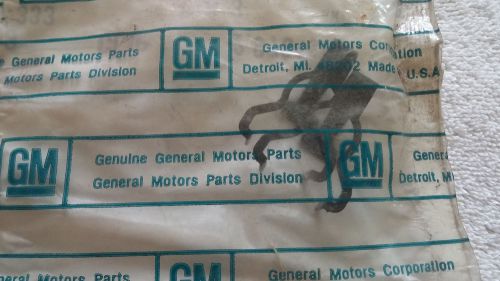 e General Motors Parts
Motors Parts Division
GM
General Motors Corporation
Detroit, MI. 48202 Made U.S.A
GM
Genuine General Motors Parts
General Motors Parts Division
GM
General
Detroit, MI
neral Motors Parts
GM
General Motors Corporation